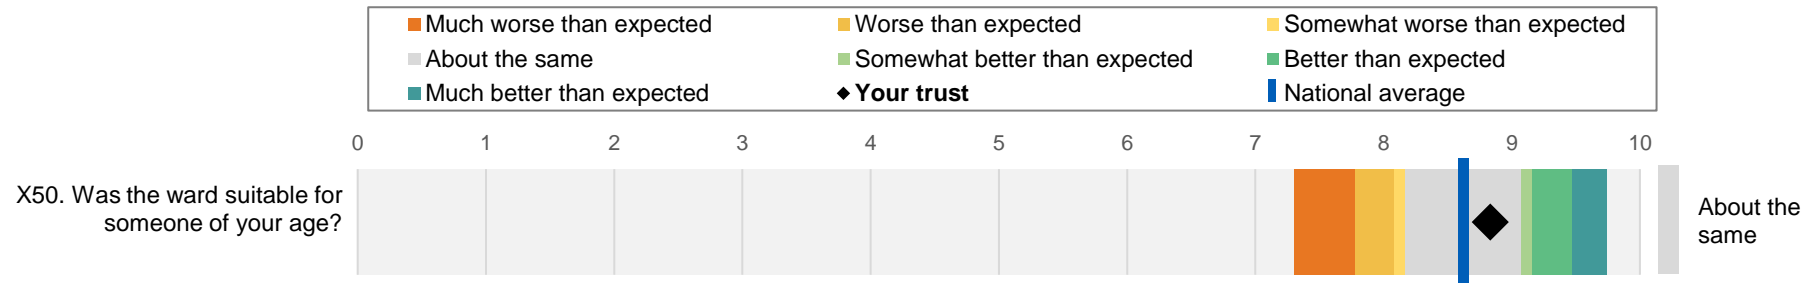 Much worse than expected
Worse than expected
Somewhat worse than expected
About the same
Somewhat better than expected
Better than expected
Much better than expected
Your trust
National average
0 1 2 3 4 5 6 7 8 9 10
X50. Was the ward suitable for
someone of your age?
About the
same